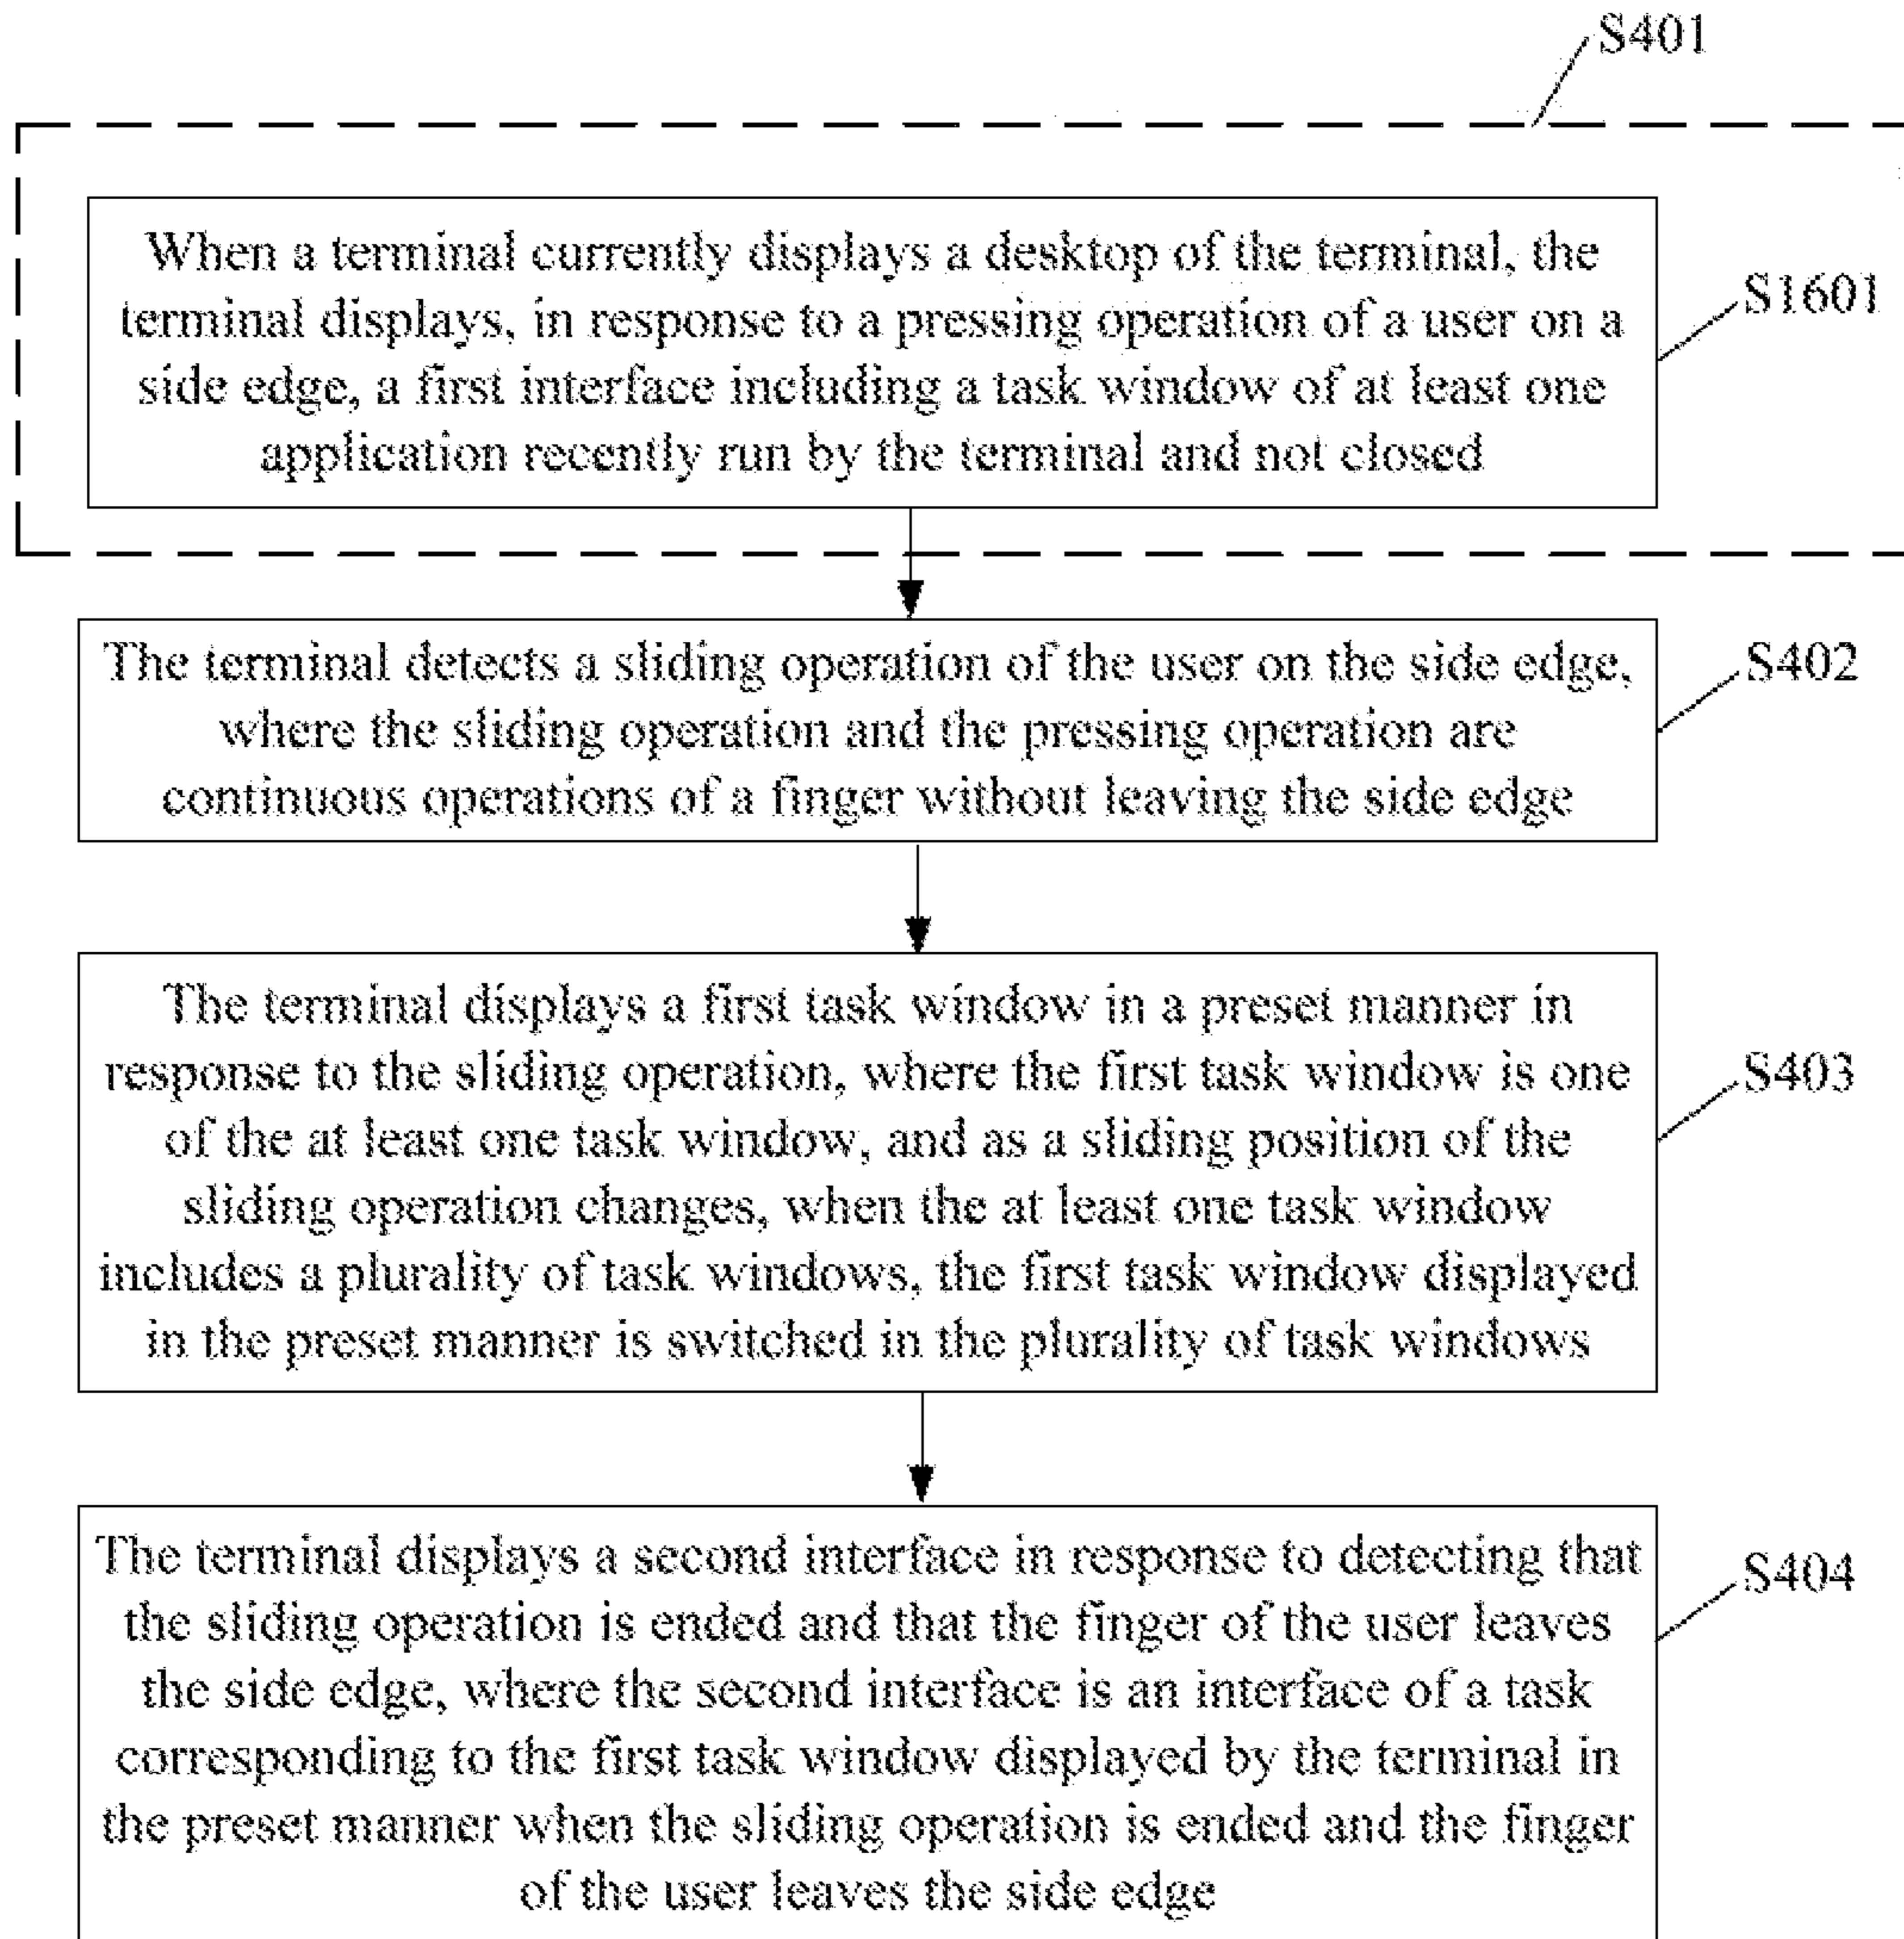 S401
When a terminal currently displays a desktop of the terminal, the
terminal displays, in response to a pressing operation of a user on a
side edge, a first interface including a task window of at least one
application recently run by the terminal and not closed
S1601
The terminal detects a sliding operation of the user on the side edge,
where the sliding operation and the pressing operation are
continuous operations of a finger without leaving the side edge
S402
The terminal displays a first task window in a preset manner in
response to the sliding operation, where the first task window is one
of the at least one task window, and as a sliding position of the
sliding operation changes, when the at least one task window
includes a plurality of task windows, the first task window displayed
in the preset manner is switched in the plurality of task windows
S403
The terminal displays a second interface in response to detecting that
the sliding operation is ended and that the finger of the user leaves
the side edge, where the second interface is an interface of a task
corresponding to the first task window displayed by the terminal in
the preset manner when the sliding operation is ended and the finger
of the user leaves the side edge
S404